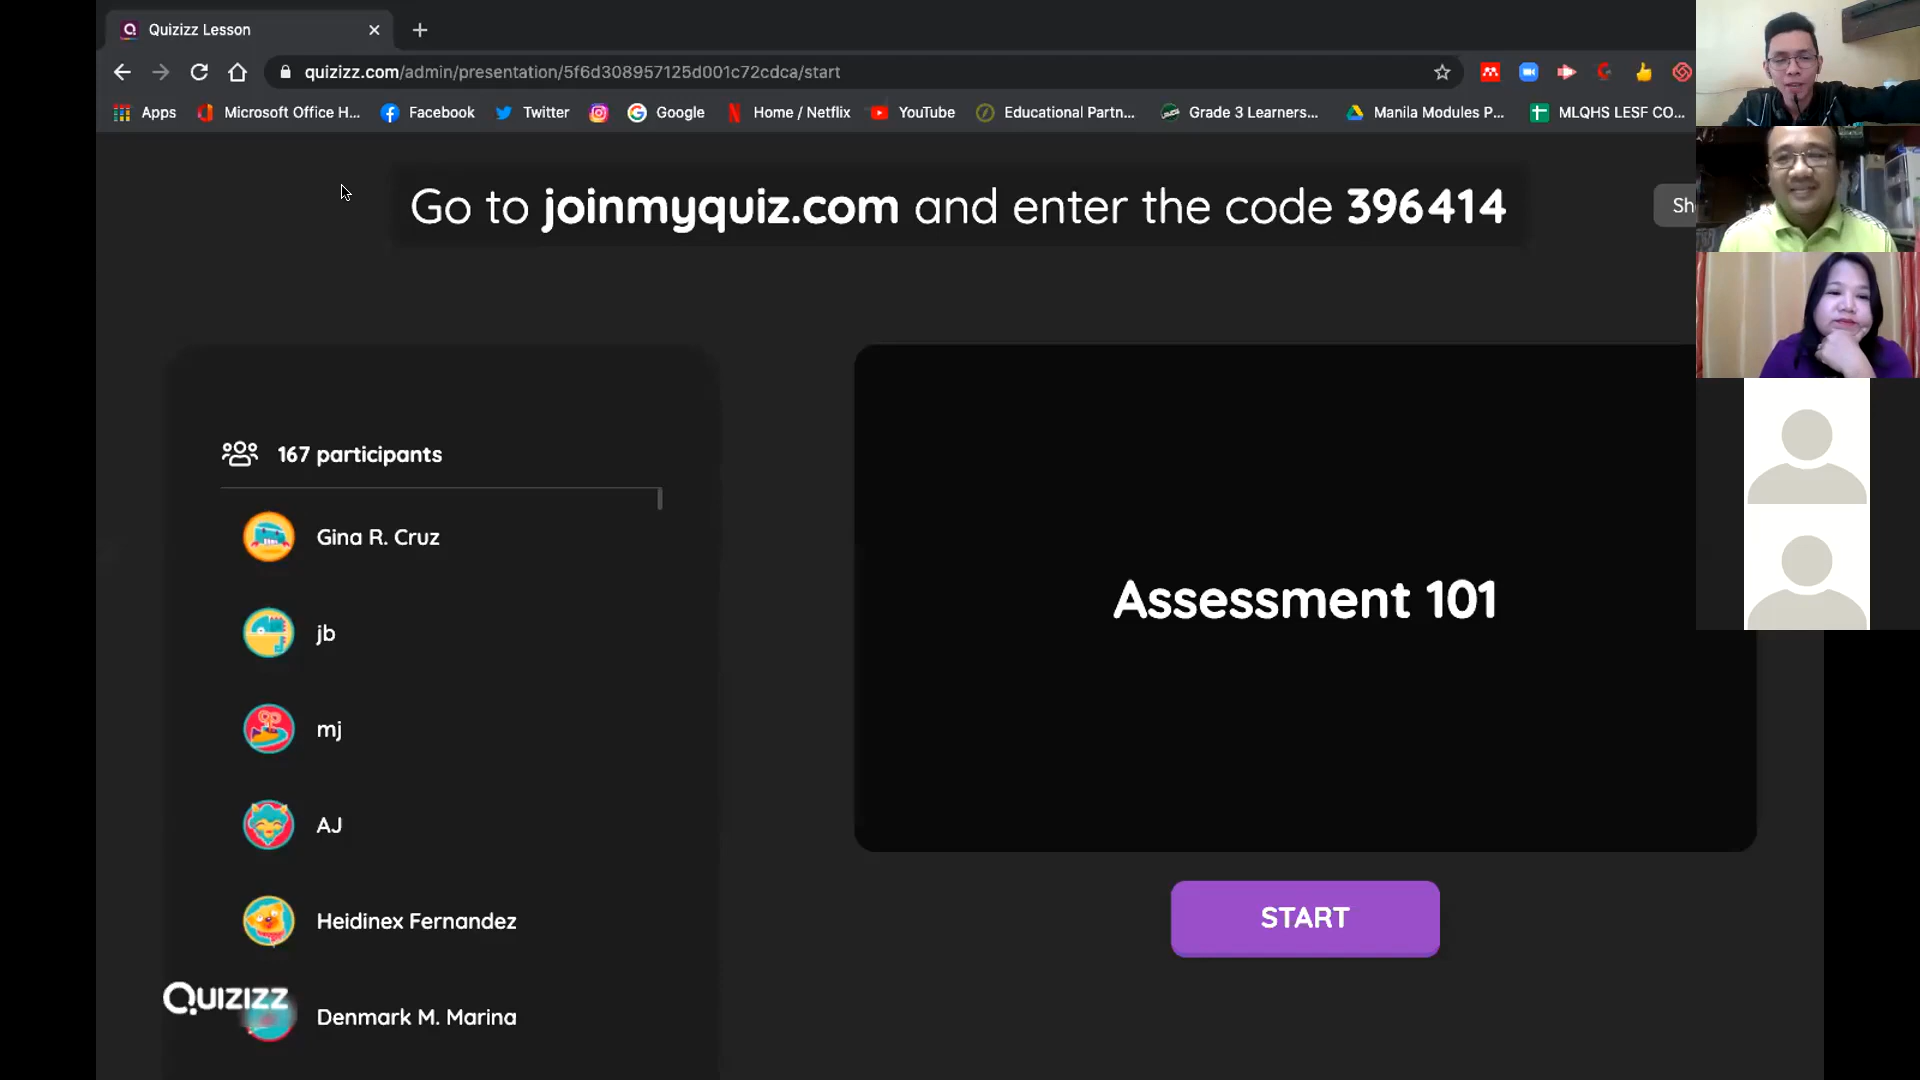 Quizizz Lesson
quizizz.com/admin/presentation/5f6d308957125d001c72cdca/start
Apps Microsoft Office H... Facebook Twitter Google Home / Netflix YouTube Educational Partn... Grade 3 Learners... Manila Modules P... MLQHS LESF CO...
Go to joinmyquiz.com and enter the code 396414
Sh
167 participants
Gina R. Cruz
jb
mj
AJ
Heidinex Fernandez
Denmark M. Marina
Quizizz
Assessment 101
START